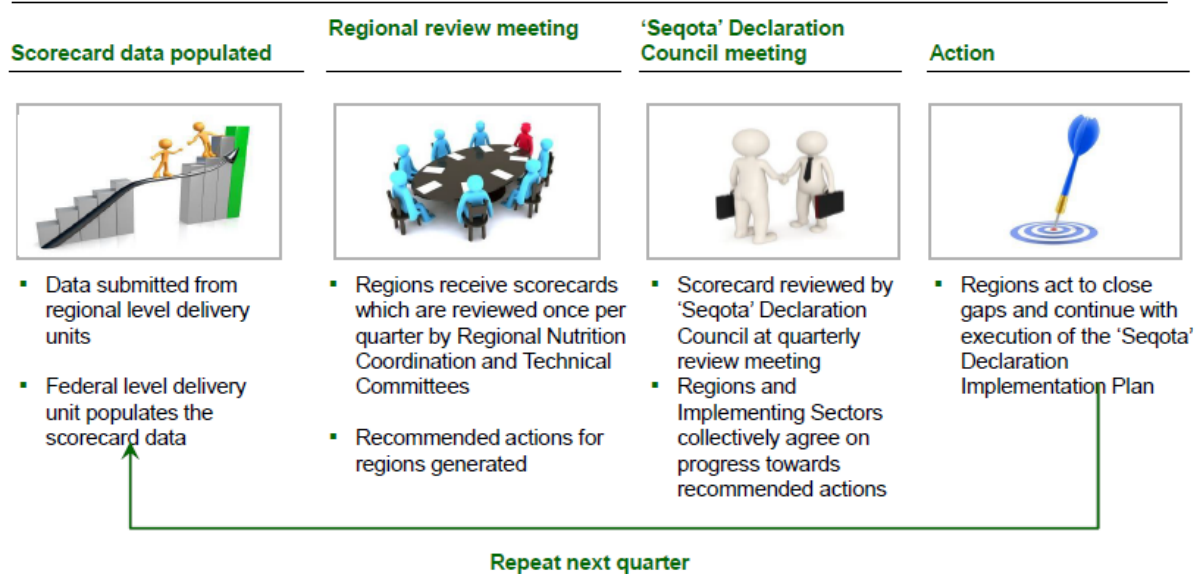 Scorecard data populated
Regional review meeting
‘Seqota’ Declaration
Council meeting
Action
▪ Data submitted from
regional level delivery
units
▪ Federal level delivery
unit populates the
scorecard data
▪ Regions receive scorecards
which are reviewed once per
quarter by Regional Nutrition
Coordination and Technical
Committees
▪ Recommended actions for
regions generated
▪ Scorecard reviewed by
‘Seqota’ Declaration
Council at quarterly
review meeting
▪ Regions and
Implementing Sectors
collectively agree on
progress towards
recommended actions
▪ Regions act to close
gaps and continue with
execution of the ‘Seqota’
Declaration
Implementation Plan
Repeat next quarter